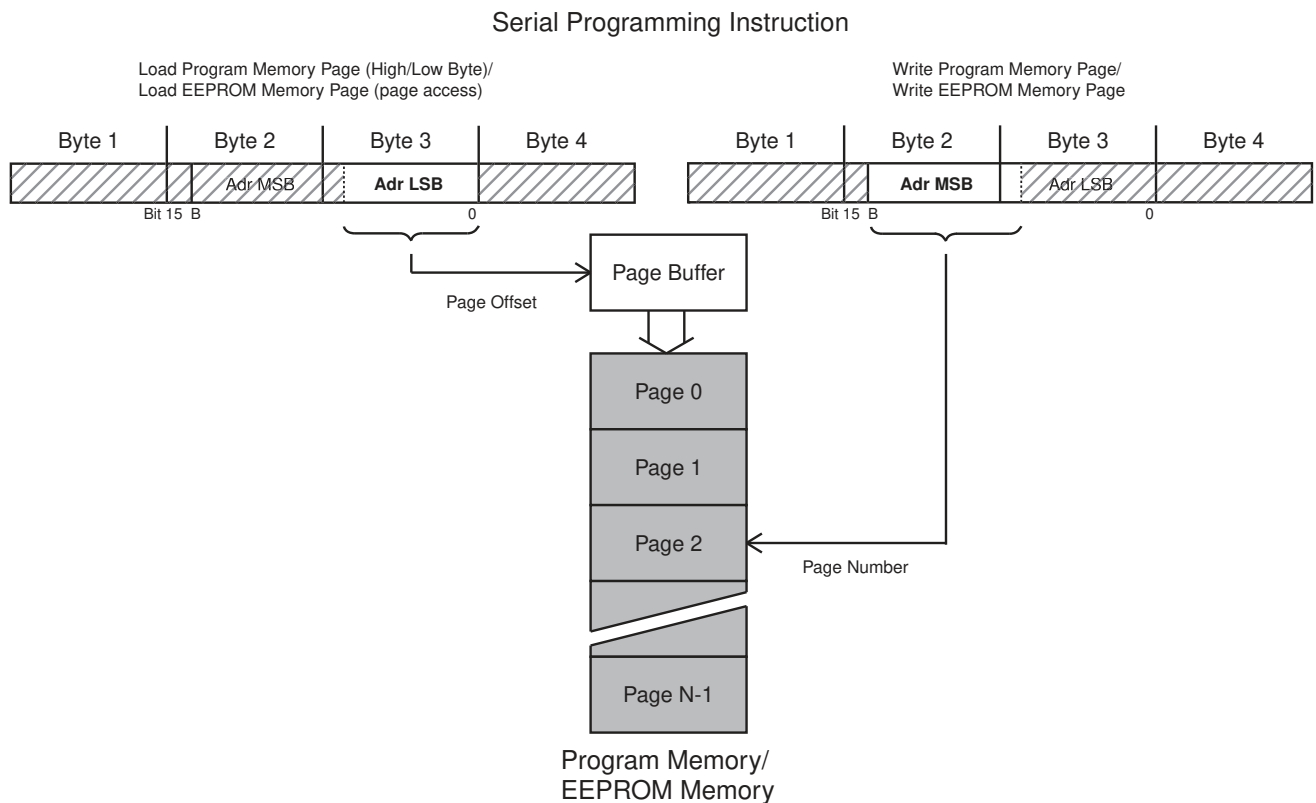 Serial Programming Instruction
Load Program Memory Page (High/Low Byte)/
Load EEPROM Memory Page (page access)
Write Program Memory Page/
Write EEPROM Memory Page
Byte 1 Byte 2 Byte 3 Byte 4
Byte 1 Byte 2 Byte 3 Byte 4
Adr MSB Adr LSB
Adr MSB Adr LSB
Bit 15 B 0
Bit 15 B 0
Page Buffer
Page Offset
Page 0
Page 1
Page 2
Page Number
Page N-1
Program Memory/
EEPROM Memory